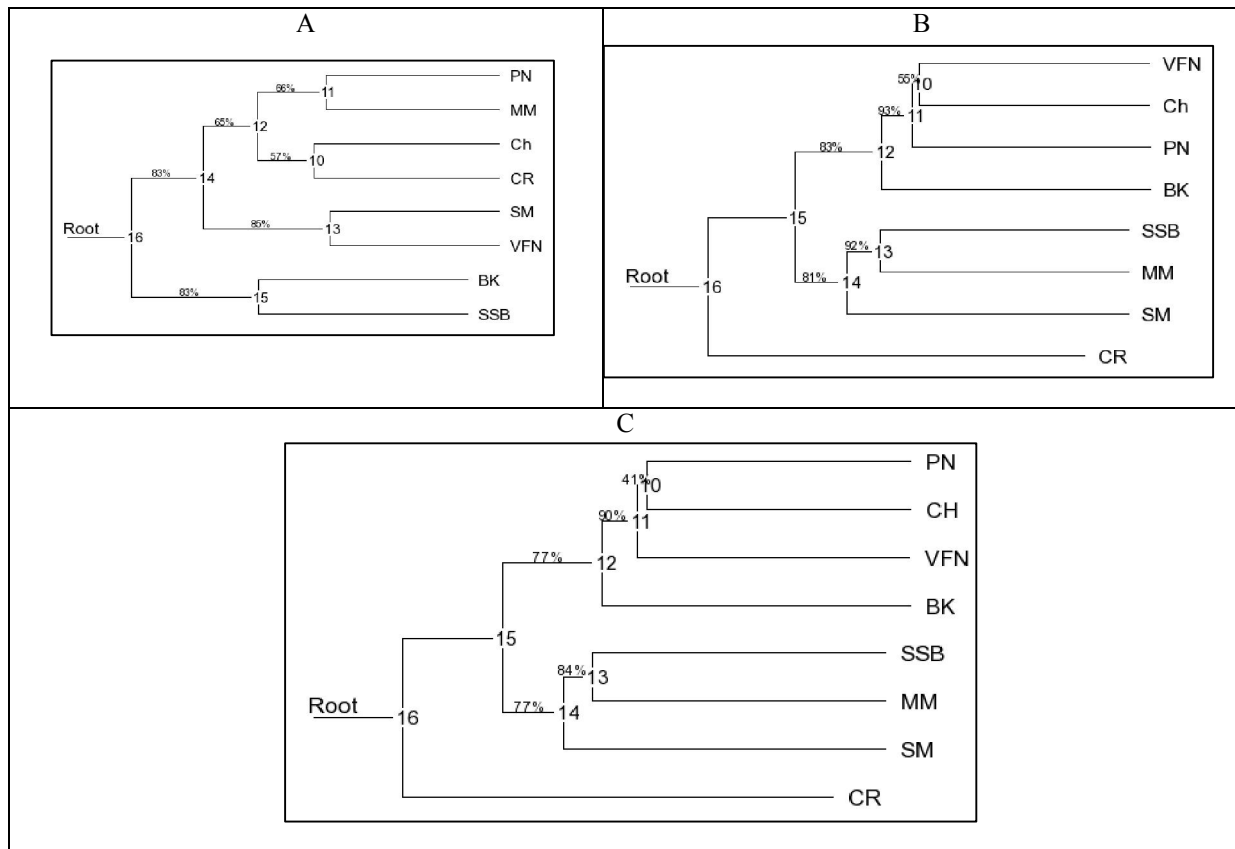 A
PN
66%
11
MM
65%
12
Ch
57%
10
CR
83%
14
SM
85%
13
VFN
Root
16
BK
83%
15
SSB
B
VFN
55%
10
Ch
93%
11
PN
83%
12
BK
15
SSB
92%
13
MM
Root
16
81%
14
SM
CR
C
PN
41%
10
CH
90%
11
VFN
77%
12
BK
15
SSB
84%
13
MM
Root
16
77%
14
SM
CR